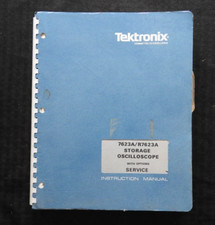 Tektronix
COMMITTED TO EXCELLENCE
7623A/R7623A
STORAGE
OSCILLOSCOPE
WITH OPTIONS
SERVICE
INSTRUCTION MANUAL